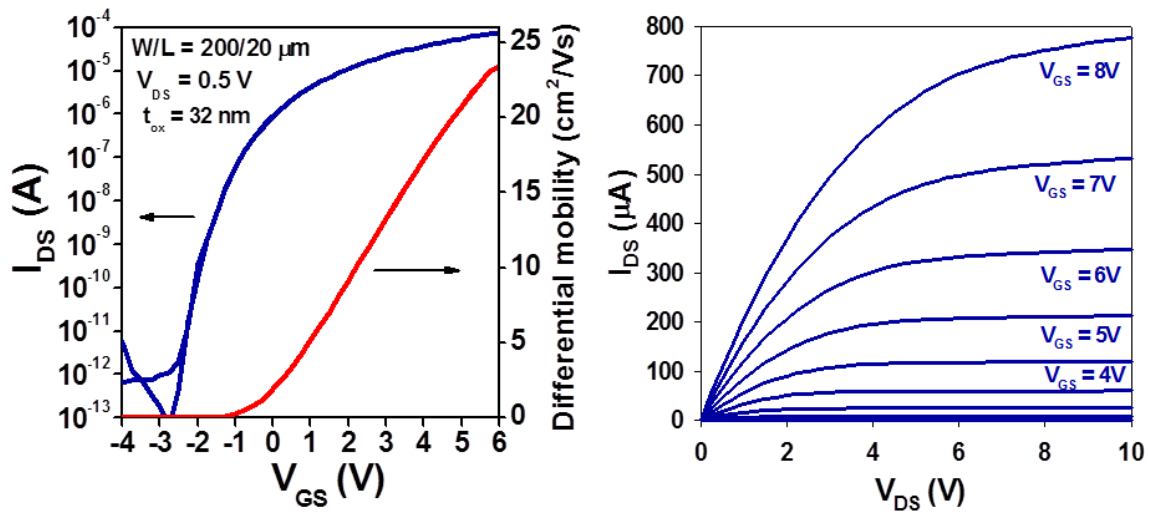 I_DS (A)
10^-4
10^-5
10^-6
10^-7
10^-8
10^-9
10^-10
10^-11
10^-12
10^-13
W/L = 200/20 μm
V_DS = 0.5 V
t_ox = 32 nm
-4 -3 -2 -1 0 1 2 3 4 5 6
V_GS (V)
25
20
15
10
5
0
Differential mobility (cm^2/Vs)
I_DS (μA)
800
700
600
500
400
300
200
100
0
V_GS = 8V
V_GS = 7V
V_GS = 6V
V_GS = 5V
V_GS = 4V
0 2 4 6 8 10
V_DS (V)